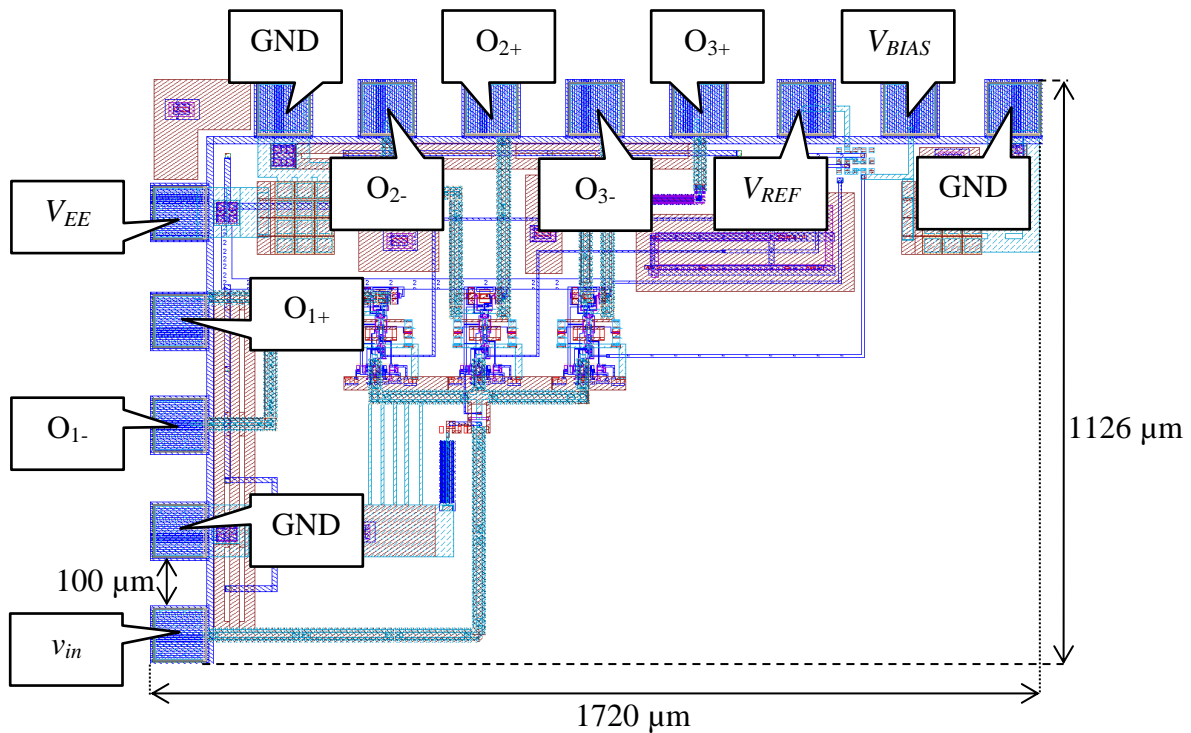 GND
O2+
O3+
VBIAS
O2-
O3-
VREF
GND
VEE
O1+
O1-
GND
100 µm
vin
1126 µm
1720 µm